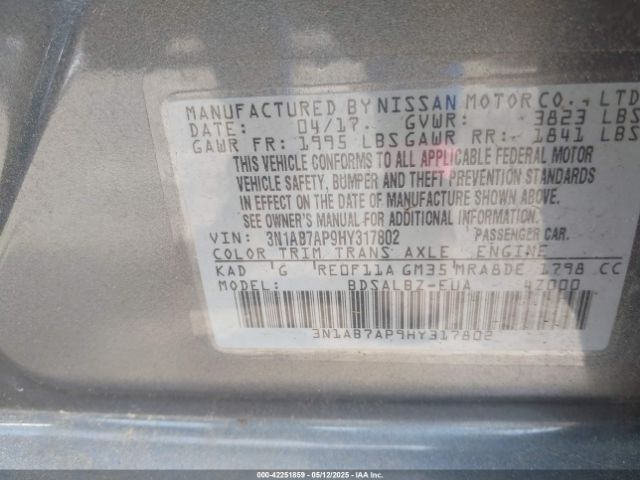 MANUFACTURED BY NISSAN MOTOR CO., LTD
DATE: 04/17 GVWR: 3823 LBS
GAWR FR: 1995 LBS GAWR RR: 1841 LBS
THIS VEHICLE CONFORMS TO ALL APPLICABLE FEDERAL MOTOR
VEHICLE SAFETY, BUMPER AND THEFT PREVENTION STANDARDS
IN EFFECT ON THE DATE OF MANUFACTURE SHOWN ABOVE.
SEE OWNER'S MANUAL FOR ADDITIONAL INFORMATION.
VIN: 3N1AB7AP9HY317802 PASSENGER CAR.
COLOR TRIM TRANS AXLE ENGINE
KAD G RE0F11A GM35 MRA8DE 1798 CC
MODEL: BDSALBZ-EUA 4Z000
3N1AB7AP9HY317802
000-42251859 - 05/12/2025 - IAAI.COM